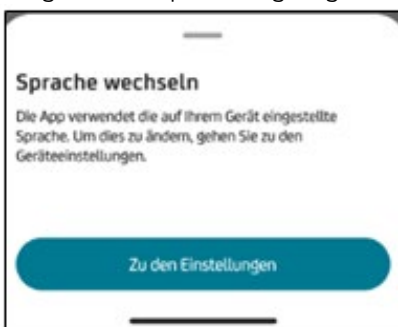 Sprache wechseln
Die App verwendet die auf Ihrem Gerät eingestellte
Sprache. Um dies zu ändern, gehen Sie zu den
Geräteeinstellungen.
Zu den Einstellungen